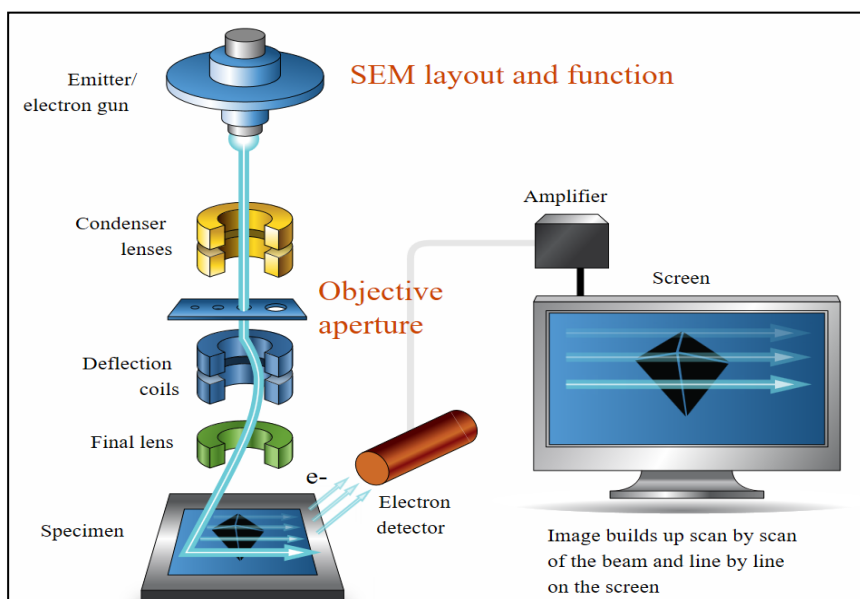 SEM layout and function
Emitter/
electron gun
Condenser
lenses
Objective
aperture
Deflection
coils
Final lens
e-
Specimen
Electron
detector
Amplifier
Screen
Image builds up scan by scan
of the beam and line by line
on the screen